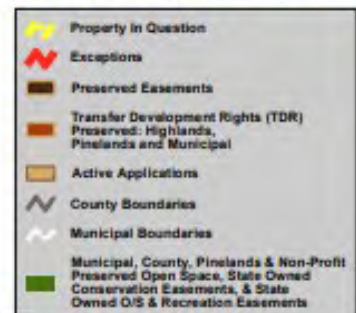 Property In Question
Exceptions
Preserved Easements
Transfer Development Rights (TDR)
Preserved: Highlands,
Pinelands and Municipal
Active Applications
County Boundaries
Municipal Boundaries
Municipal, County, Pinelands & Non-Profit
Preserved Open Space, State Owned
Conservation Easements, & State
Owned O/S & Recreation Easements